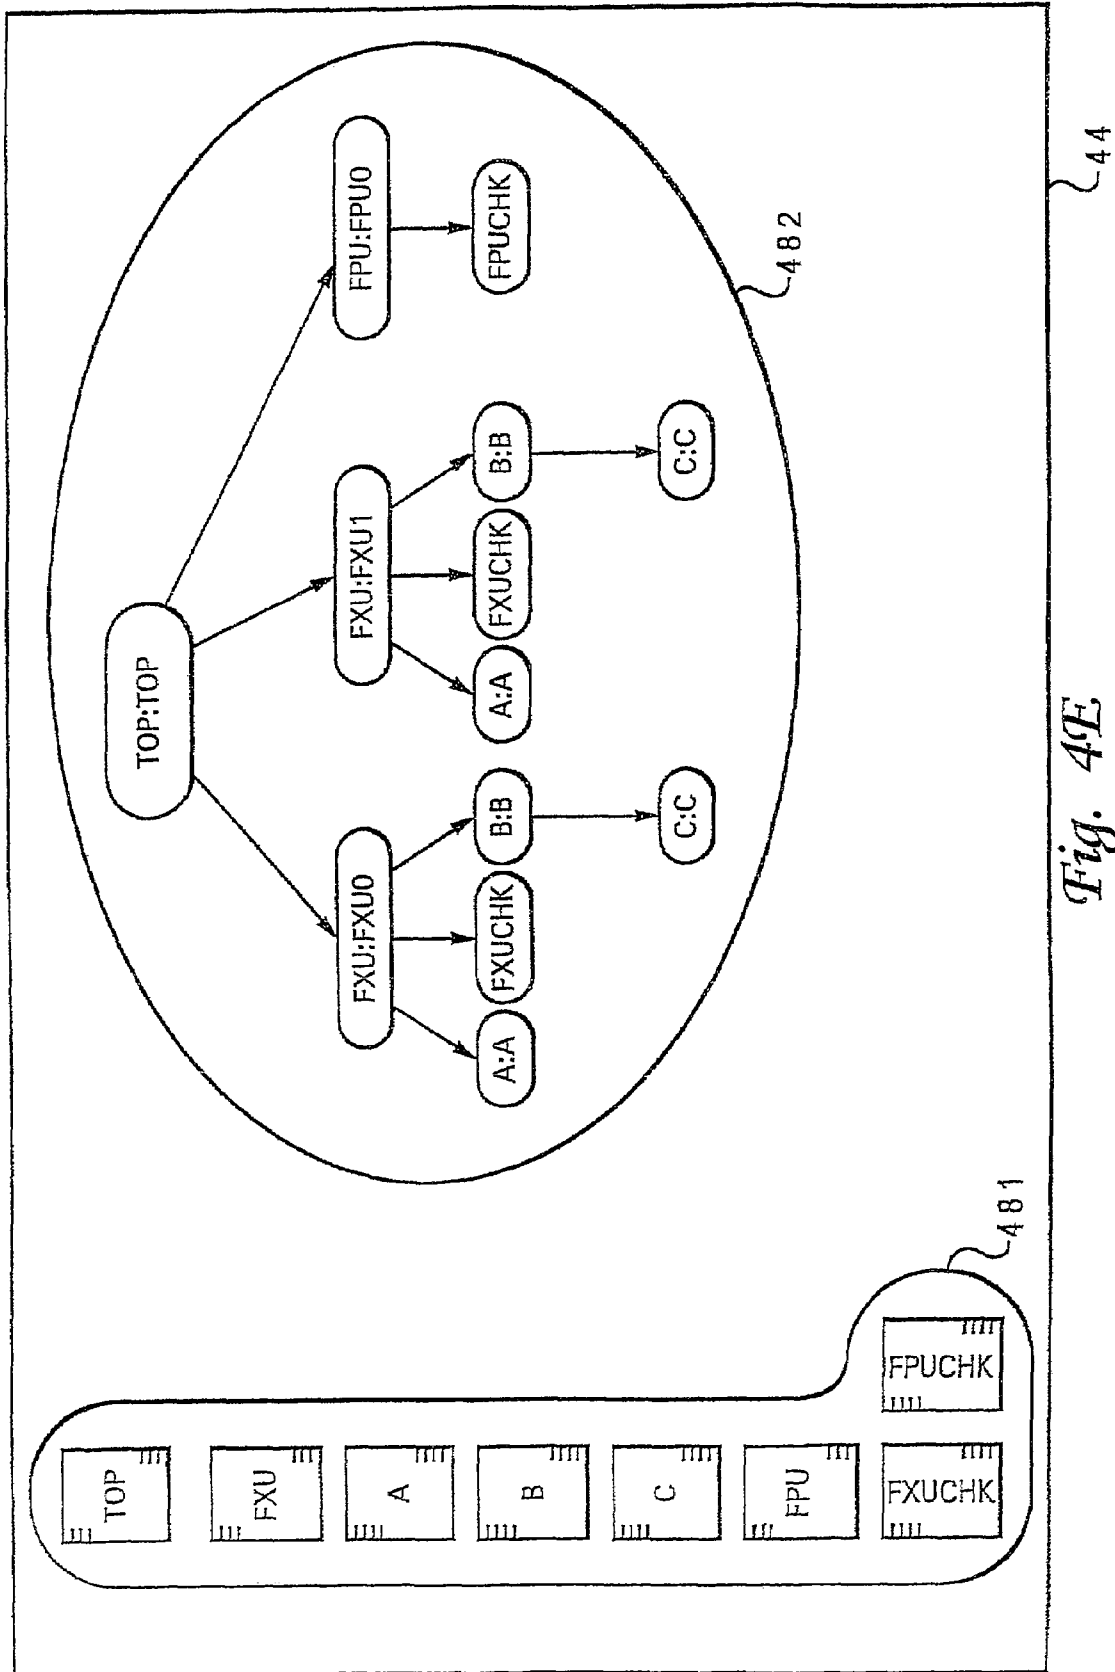 TOP
FXU
A
B
C
FPU
FXUCHK
FPUCHK
481
TOP:TOP
FXU:FXU0
FXU:FXU1
FPU:FPU0
A:A
FXUCHK
B:B
A:A
FXUCHK
B:B
FPUCHK
C:C
C:C
482
44
Fig. 4E